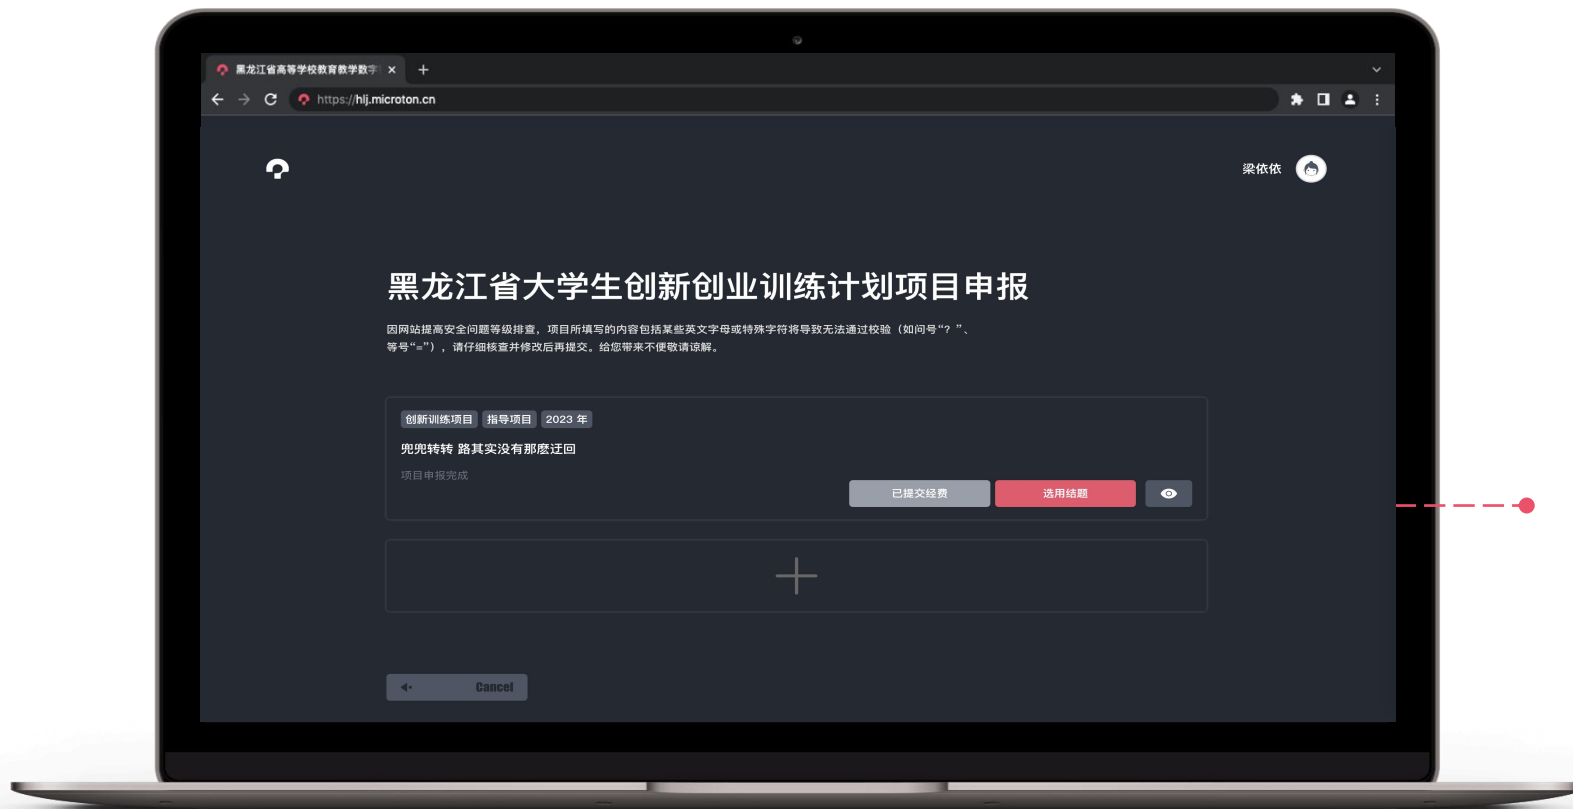 黑龙江省高等学校教育教学数字
https://hlj.microton.cn
梁依依
黑龙江省大学生创新创业训练计划项目申报
因网站提高安全问题等级排查，项目所填写的内容包括某些英文字母或特殊字符将导致无法通过校验（如问号“? ”、
等号“=”），请仔细核查并修改后再提交。给您带来不便敬请谅解。
创新训练项目 指导项目 2023 年
兜兜转转 路其实没有那麽迂回
项目申报完成
已提交经费 选用结题
Cancel